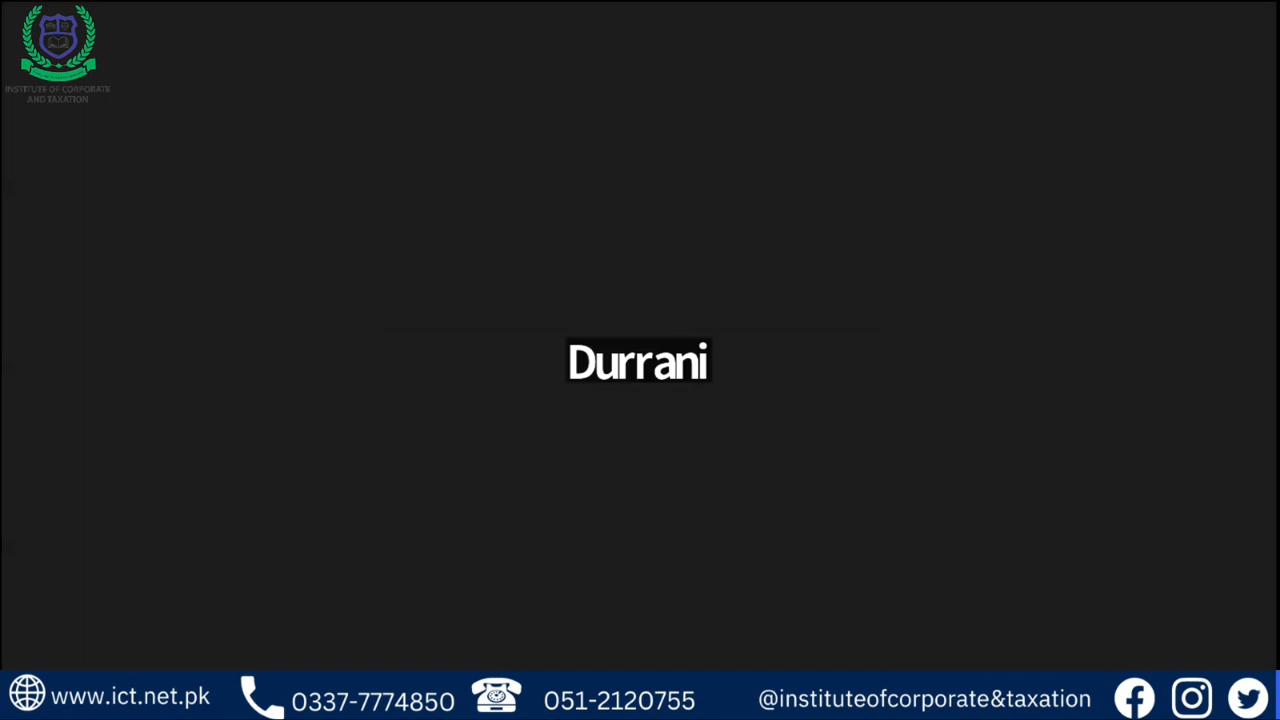 INSTITUTE OF CORPORATE
AND TAXATION
Durrani
www.ict.net.pk
0337-7774850
051-2120755
@instituteofcorporate&taxation